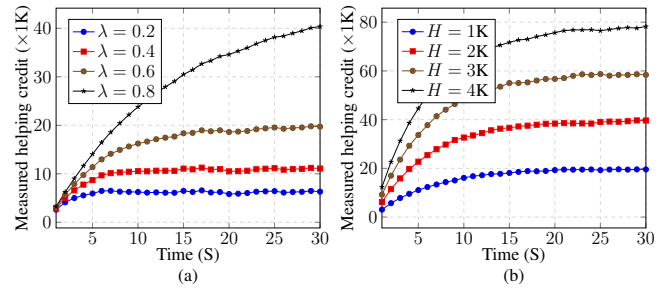 Measured helping credit (×1K)
40
30
20
10
0
λ = 0.2
λ = 0.4
λ = 0.6
λ = 0.8
5 10 15 20 25 30
Time (S)
(a)
Measured helping credit (×1K)
80
60
40
20
0
H = 1K
H = 2K
H = 3K
H = 4K
5 10 15 20 25 30
Time (S)
(b)